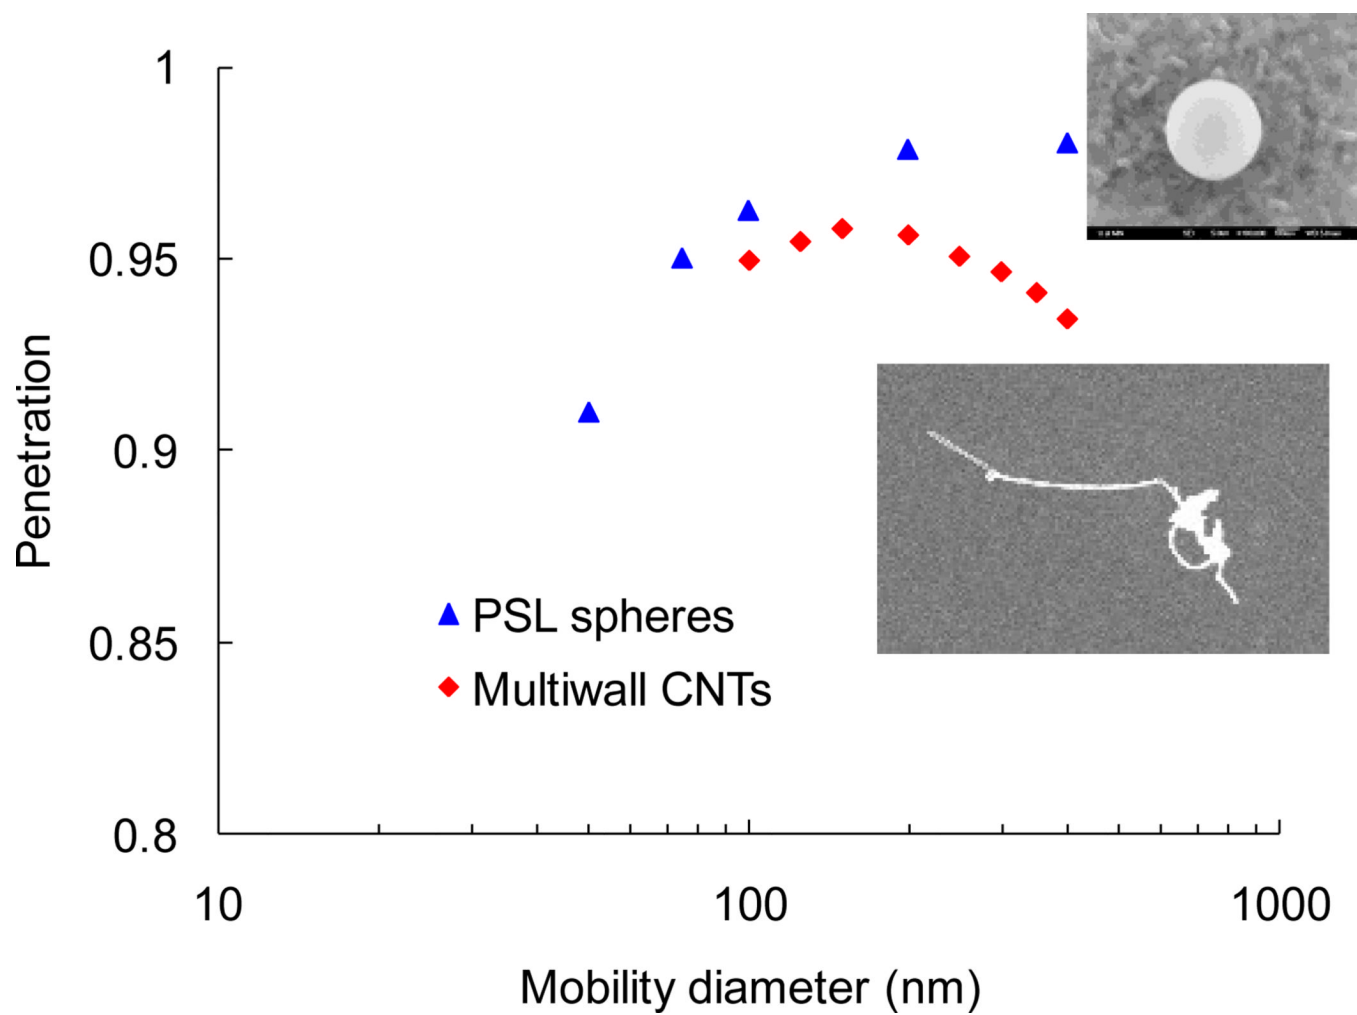 1
0.95
0.9
0.85
0.8
Penetration
PSL spheres
Multiwall CNTs
10
100
1000
Mobility diameter (nm)